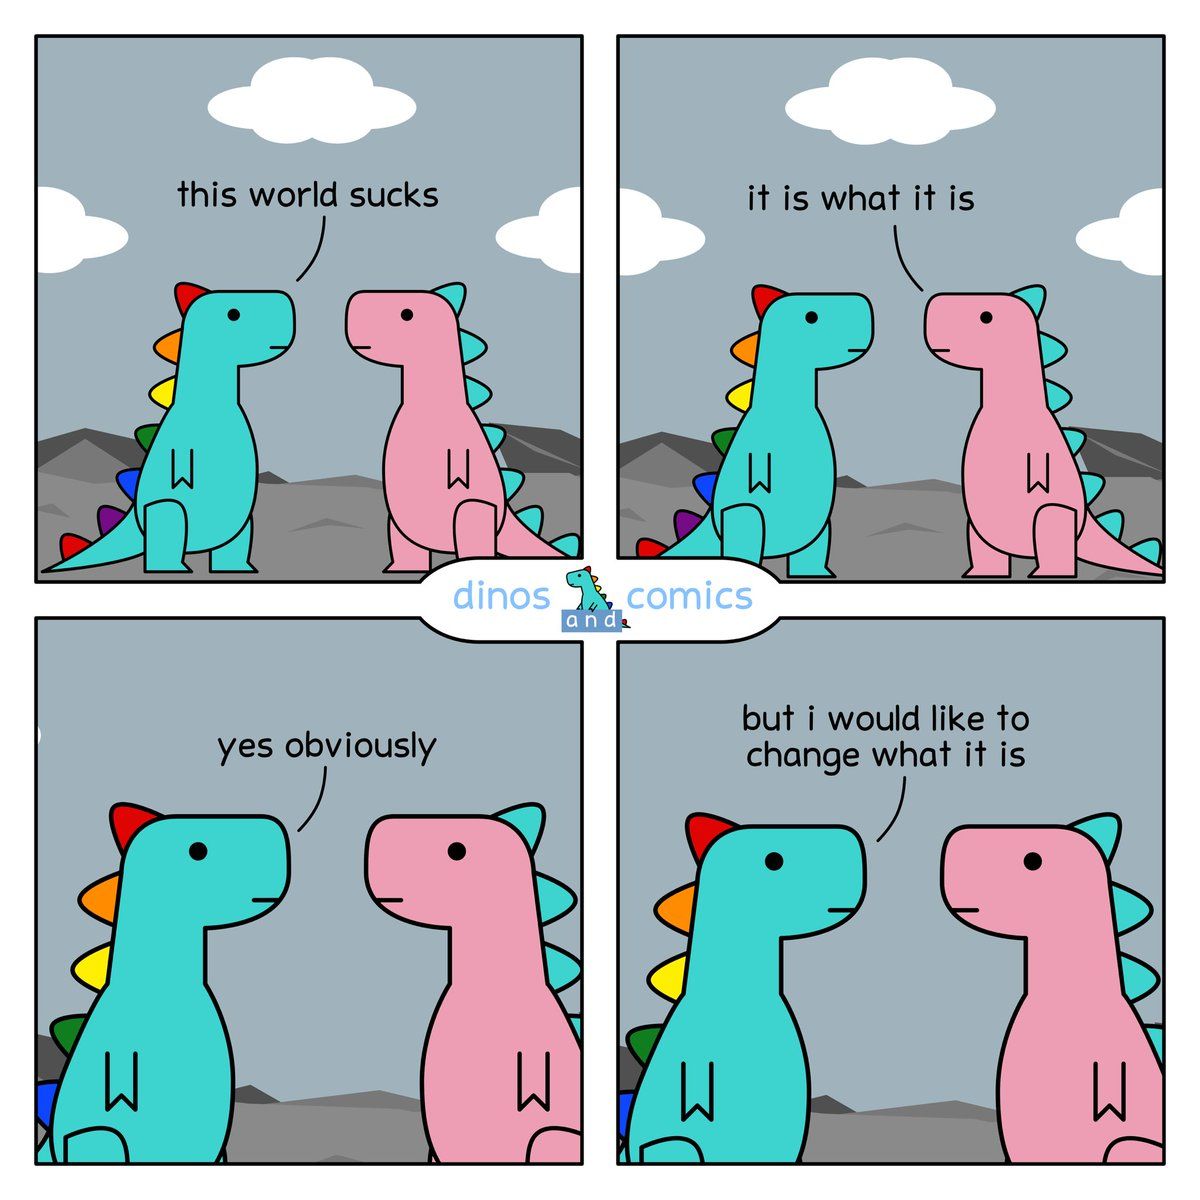 this world sucks
it is what it is
dinos and comics
yes obviously
but i would like to
change what it is